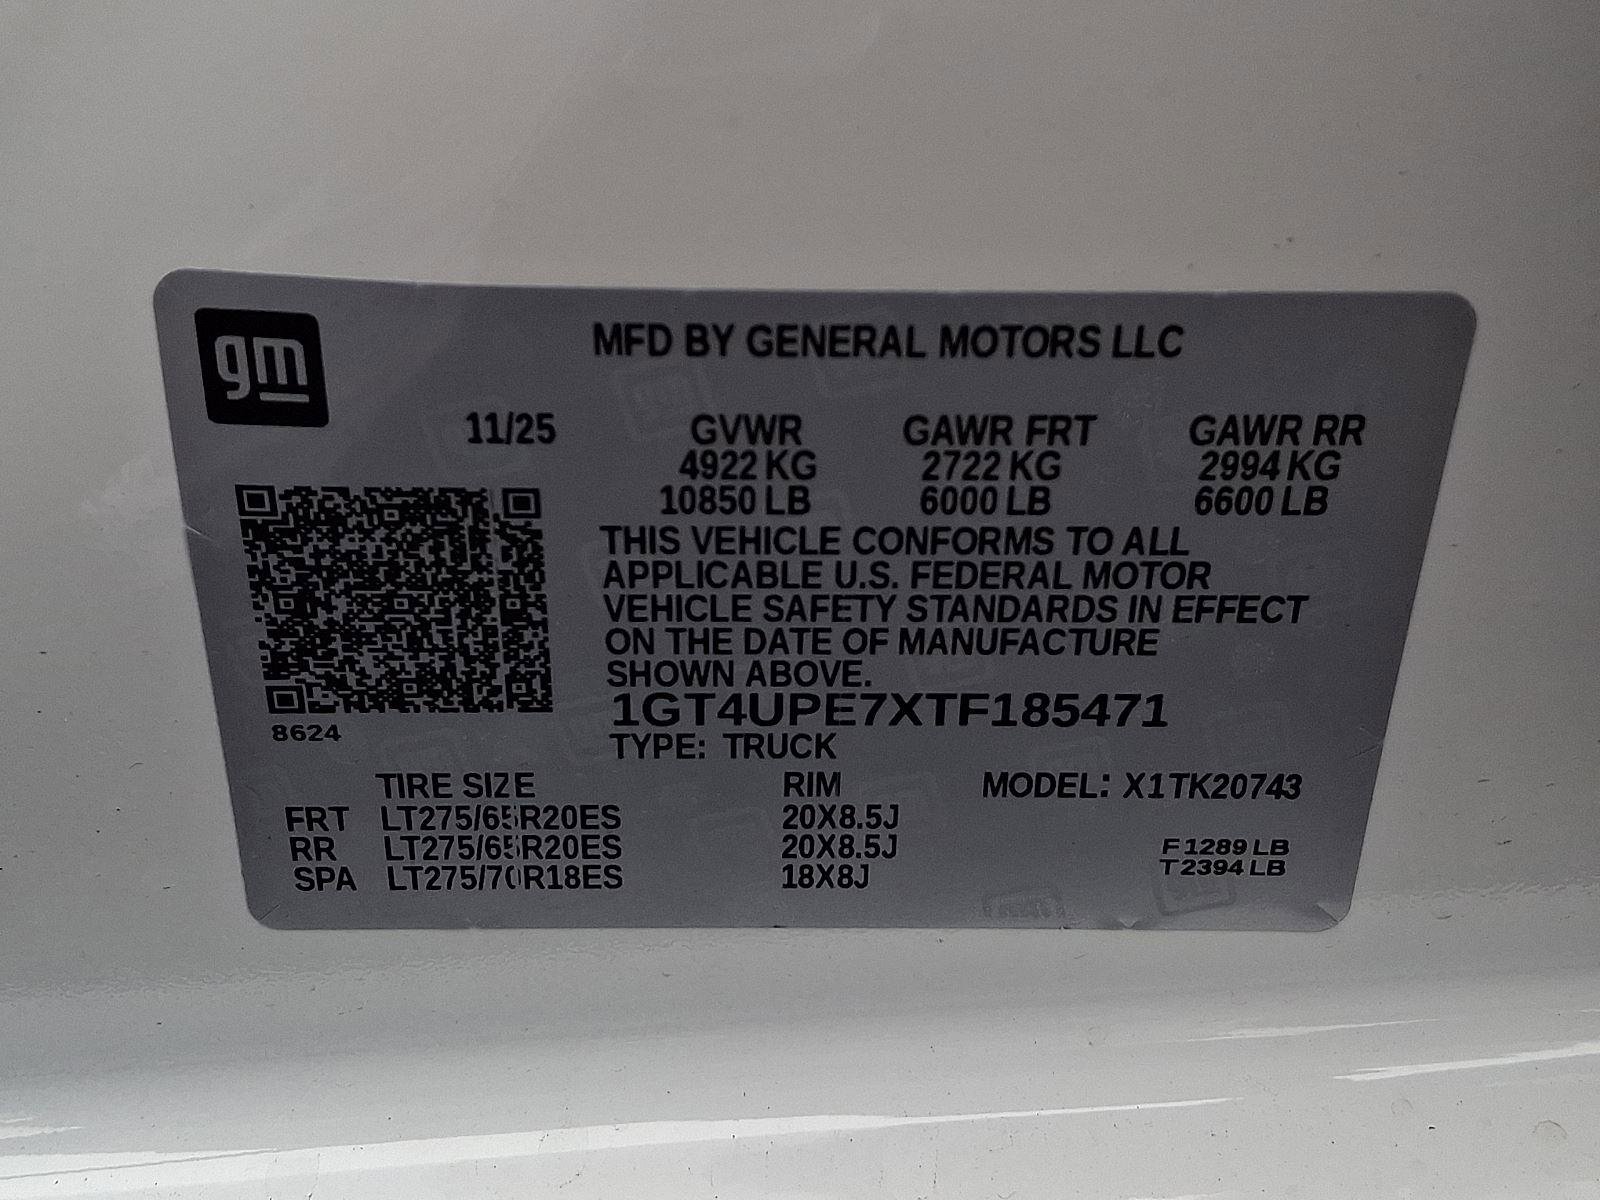 gm
MFD BY GENERAL MOTORS LLC
11/25 GVWR GAWR FRT GAWR RR
4922 KG 2722 KG 2994 KG
10850 LB 6000 LB 6600 LB
THIS VEHICLE CONFORMS TO ALL
APPLICABLE U.S. FEDERAL MOTOR
VEHICLE SAFETY STANDARDS IN EFFECT
ON THE DATE OF MANUFACTURE
SHOWN ABOVE.
1GT4UPE7XTF185471
8624
TYPE: TRUCK
TIRE SIZE RIM MODEL: X1TK20743
FRT LT275/65R20ES 20X8.5J
RR LT275/65R20ES 20X8.5J F1289 LB
SPA LT275/70R18ES 18X8J T2394 LB